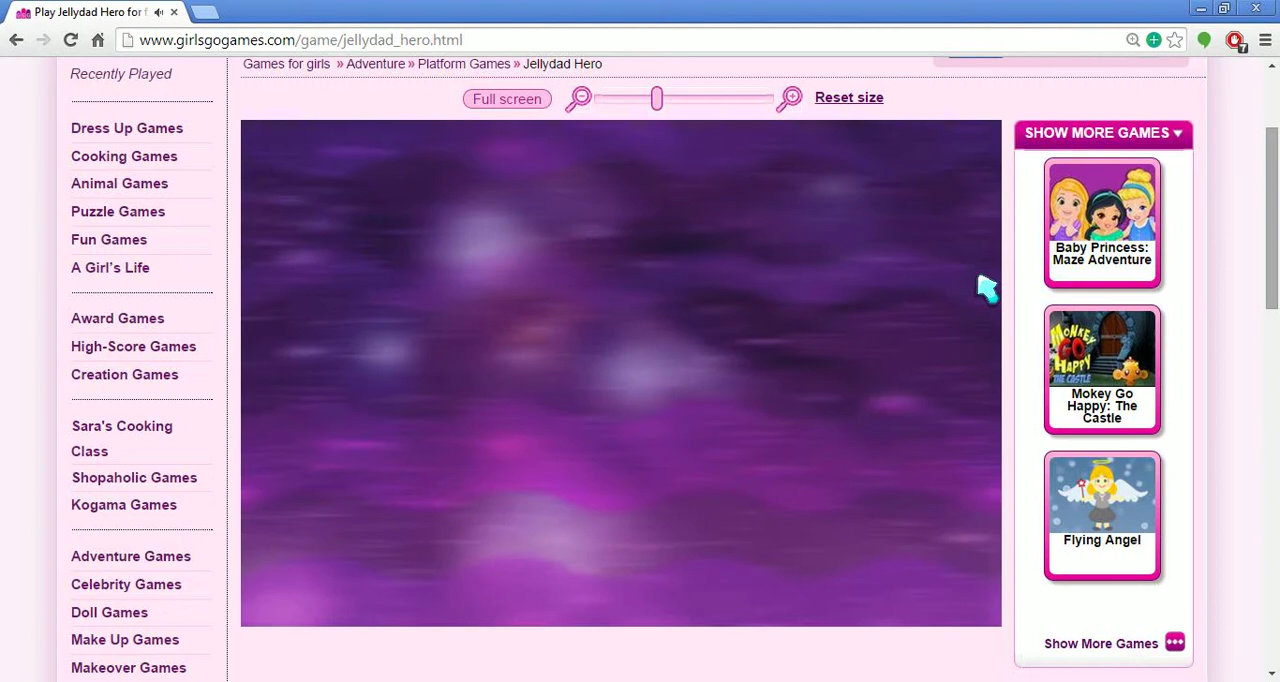 Play Jellydad Hero for f
www.girlsgogames.com/game/jellydad_hero.html
7
Recently Played
Dress Up Games
Cooking Games
Animal Games
Puzzle Games
Fun Games
A Girl's Life
Award Games
High-Score Games
Creation Games
Sara's Cooking
Class
Shopaholic Games
Kogama Games
Adventure Games
Celebrity Games
Doll Games
Make Up Games
Makeover Games
Games for girls » Adventure » Platform Games » Jellydad Hero
Full screen
Reset size
SHOW MORE GAMES
Baby Princess:
Maze Adventure
MONKEY
GO
HAPPY
THE CASTLE
Mokey Go
Happy: The
Castle
Flying Angel
Show More Games